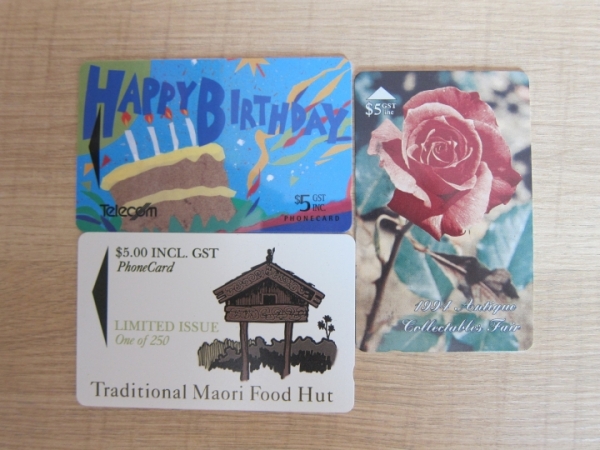 HAPPY BIRTHDAY
Telecom
$5 GST
INC.
PHONECARD
$5.00 INCL. GST
PhoneCard
LIMITED ISSUE
One of 250
Traditional Maori Food Hut
$5 GST
inc
1994 Antique
Collectables Fair